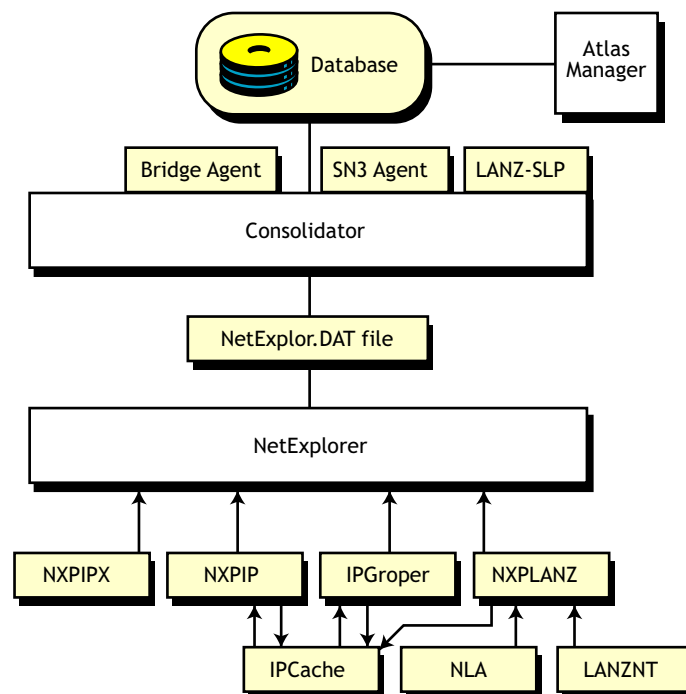 Database
Atlas
Manager
Bridge Agent
SN3 Agent
LANZ-SLP
Consolidator
NetExplor.DAT file
NetExplorer
NXPIPX
NXPIP
IPGroper
NXPLANZ
IPCache
NLA
LANZNT